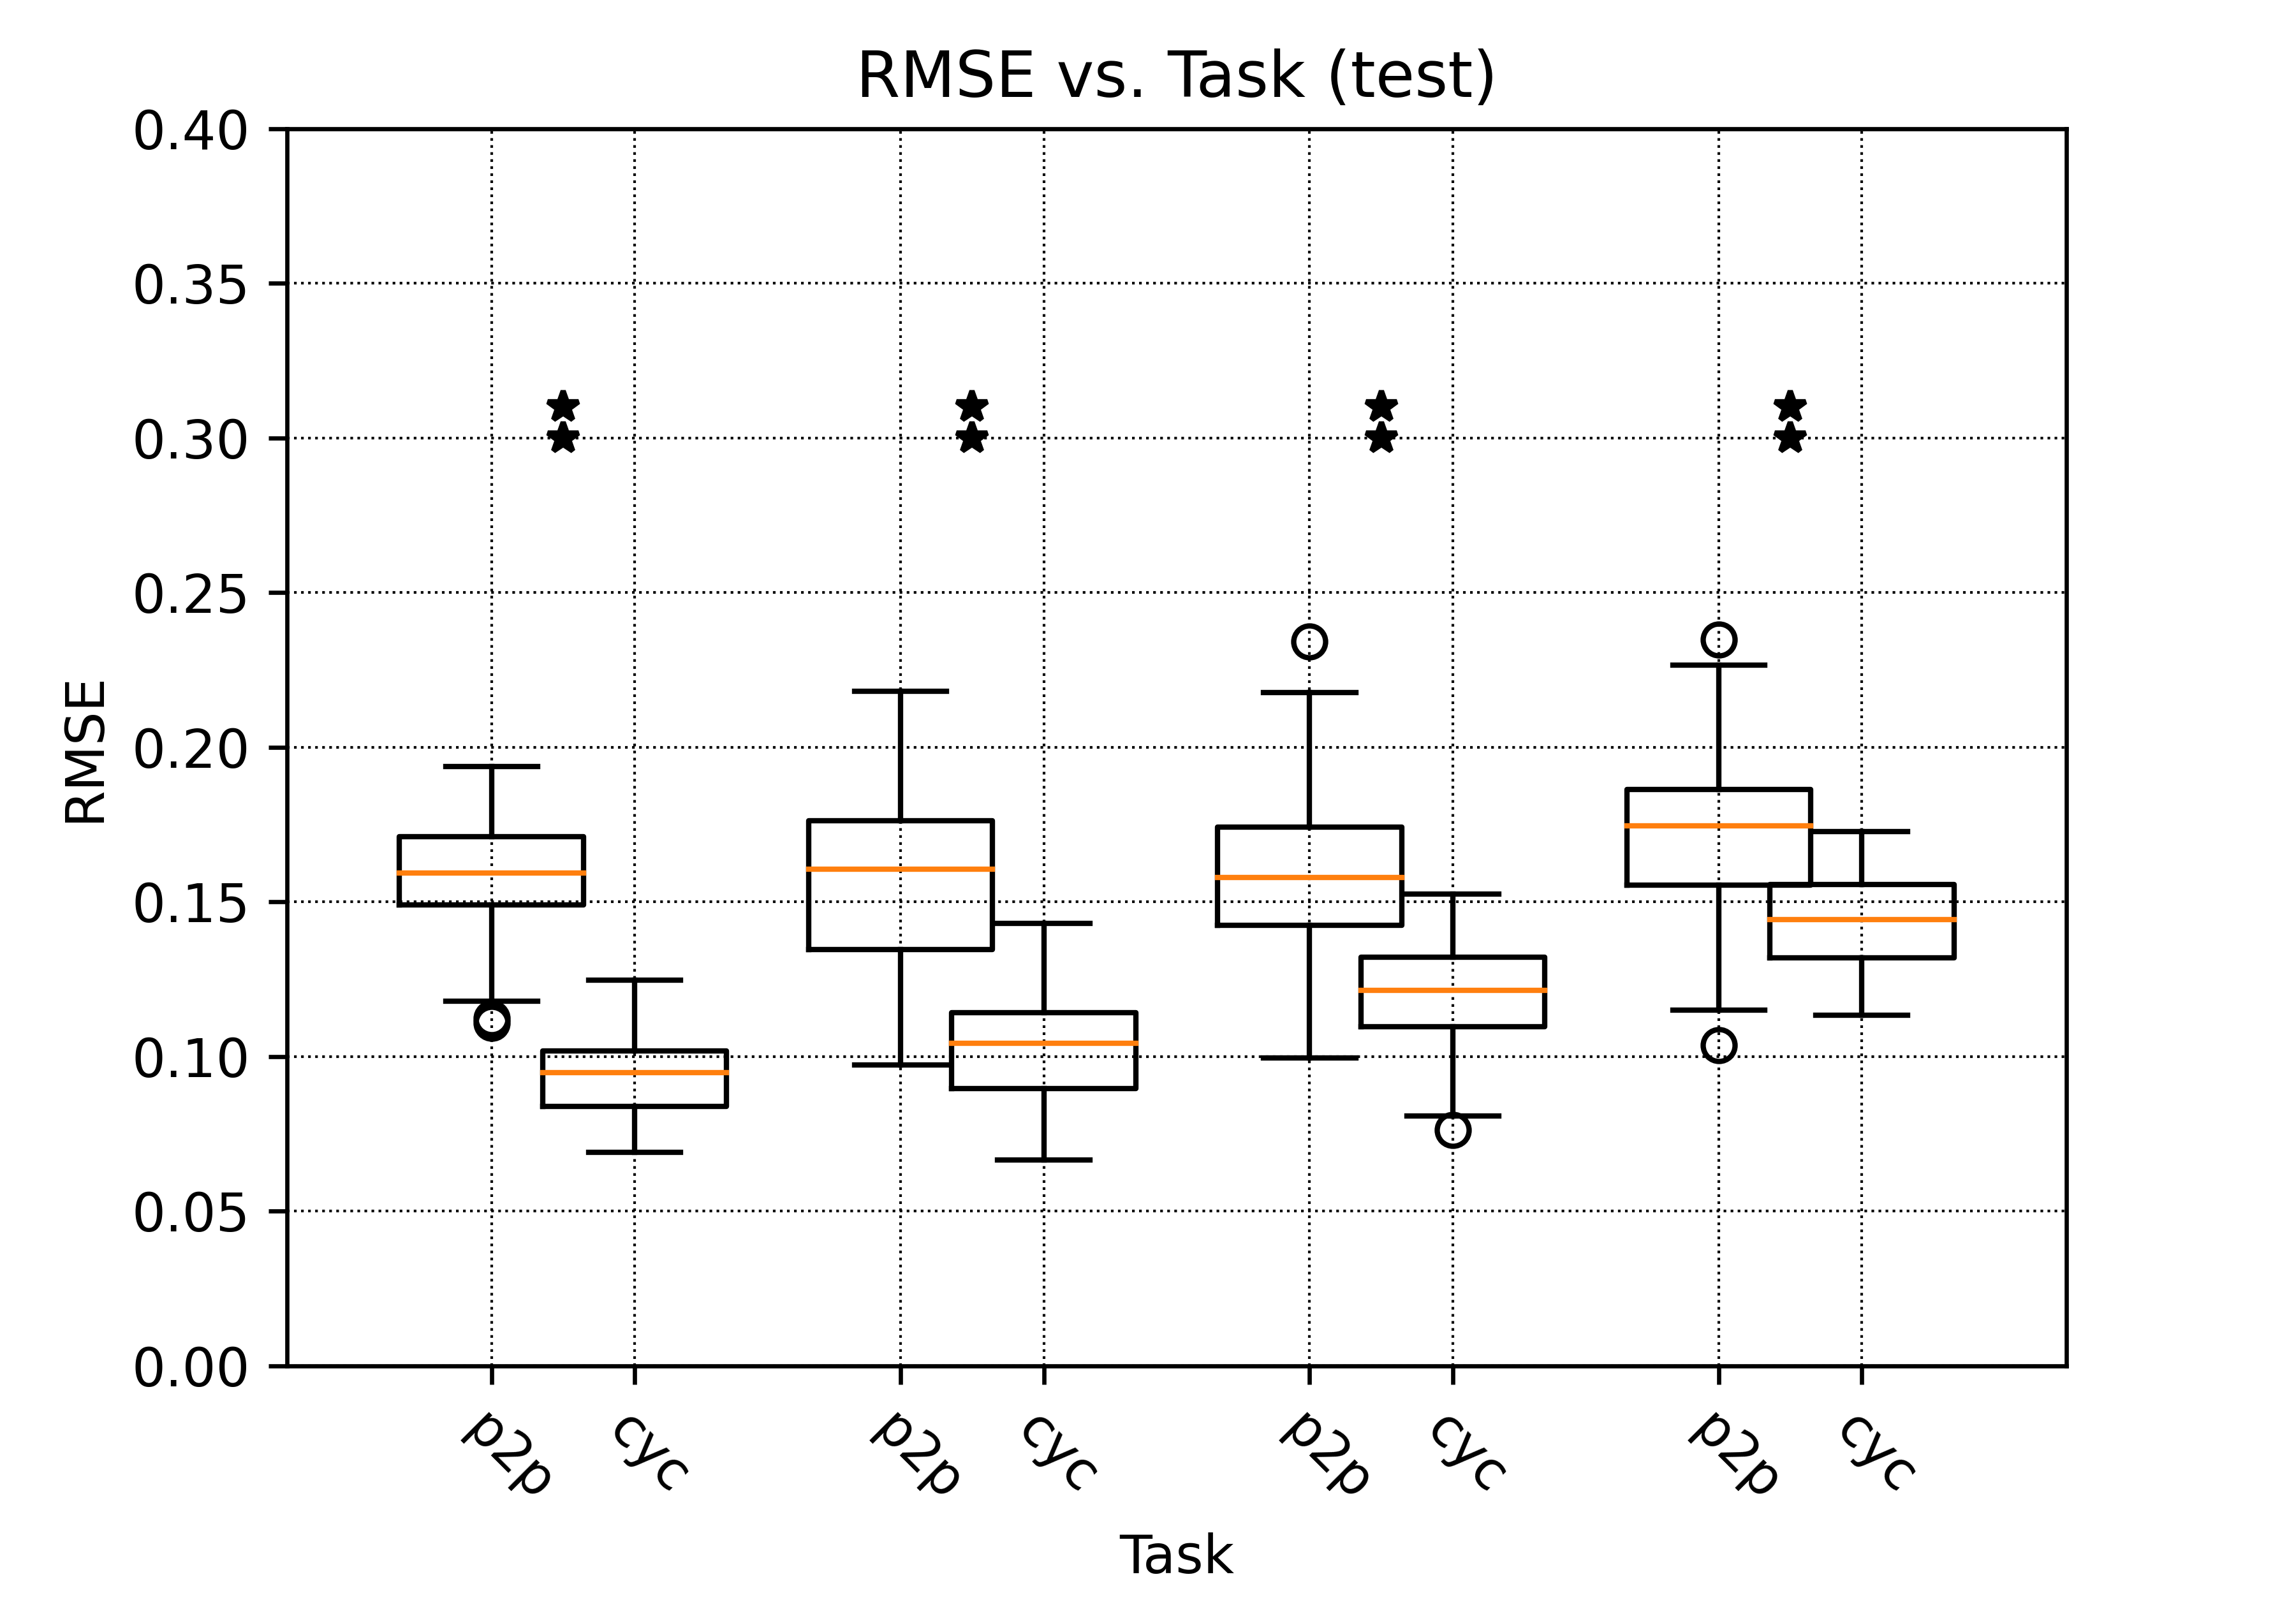 RMSE vs. Task (test)
0.40
0.35
0.30
0.25
0.20
0.15
0.10
0.05
0.00
RMSE
p2p cyc p2p cyc p2p cyc p2p cyc
Task